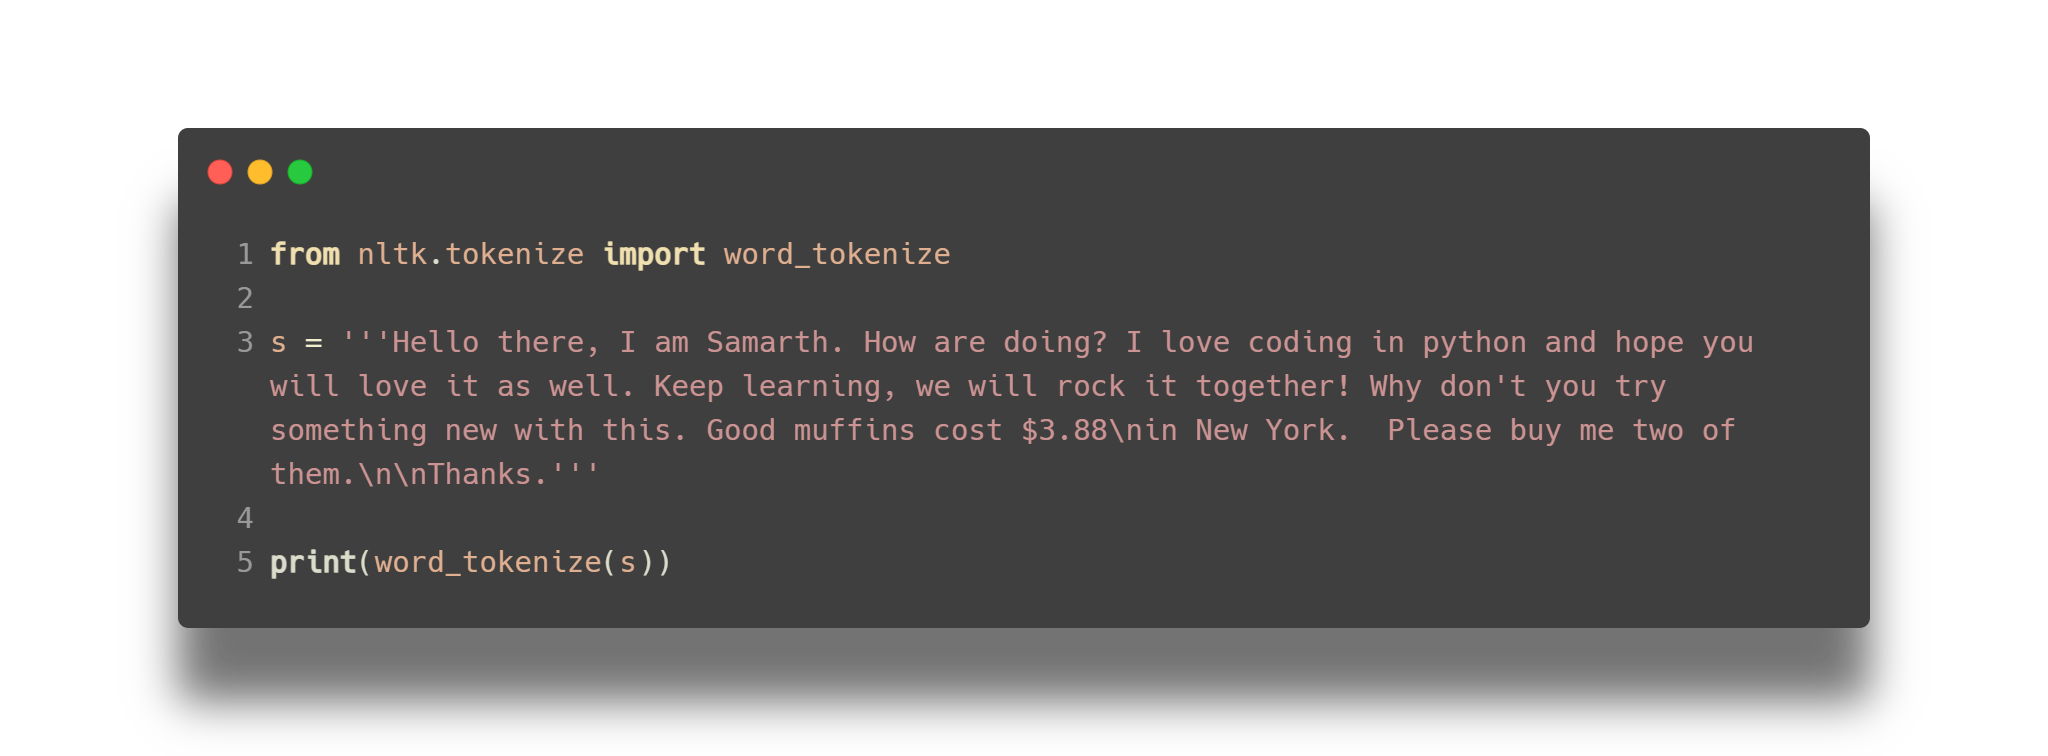 1 from nltk.tokenize import word_tokenize
2
3 s = '''Hello there, I am Samarth. How are doing? I love coding in python and hope you
will love it as well. Keep learning, we will rock it together! Why don't you try
something new with this. Good muffins cost $3.88\nin New York.  Please buy me two of
them.\n\nThanks.'''
4
5 print(word_tokenize(s))